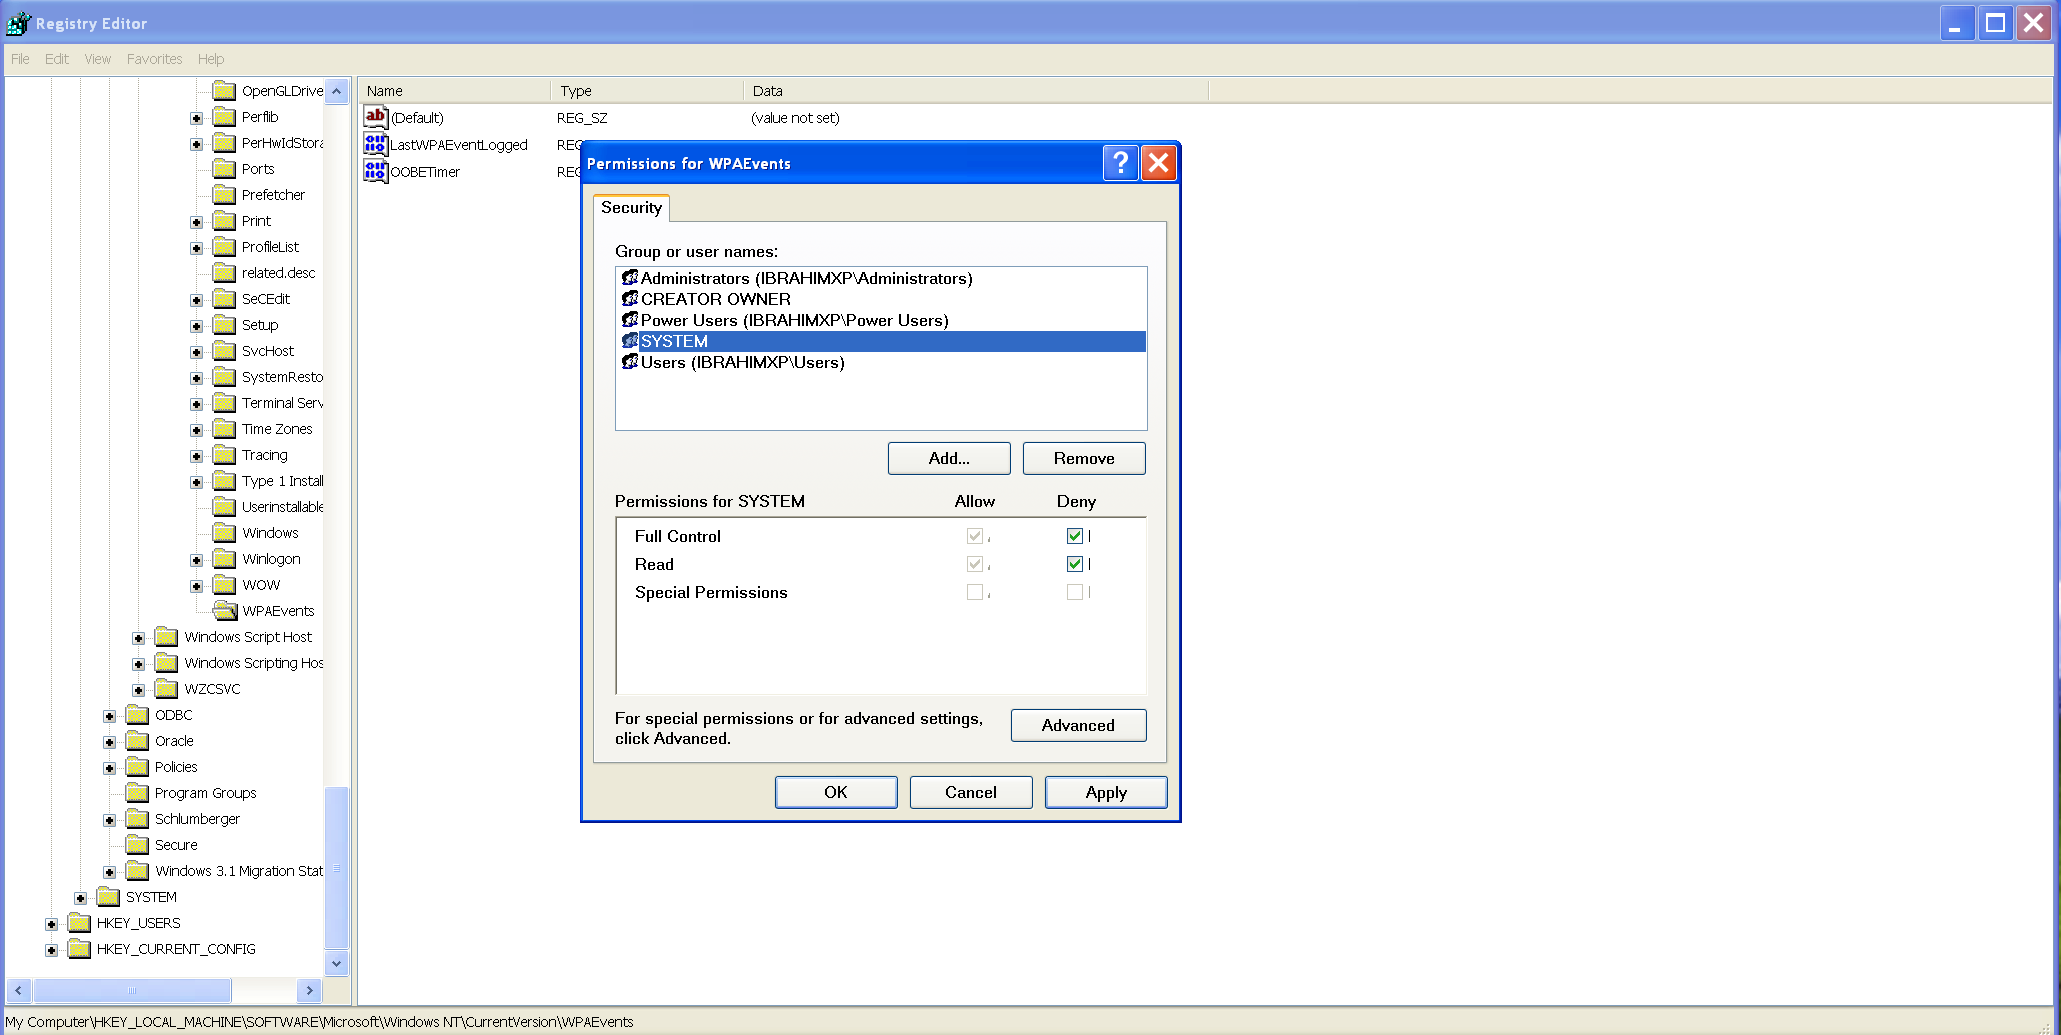 Registry Editor
File Edit View Favorites Help
OpenGLDrive
Perflib
PerHwIdStora
Ports
Prefetcher
Print
ProfileList
related.desc
SeCEdit
Setup
SvcHost
SystemResto
Terminal Serv
Time Zones
Tracing
Type 1 Install
Userinstallable
Windows
Winlogon
WOW
WPAEvents
Windows Script Host
Windows Scripting Hos
WZCSVC
ODBC
Oracle
Policies
Program Groups
Schlumberger
Secure
Windows 3.1 Migration Stat
SYSTEM
HKEY_USERS
HKEY_CURRENT_CONFIG
Name Type Data
(Default) REG_SZ (value not set)
LastWPAEventLogged REG
OOBETimer REG
Permissions for WPAEvents
Security
Group or user names:
Administrators (IBRAHIMXP\Administrators)
CREATOR OWNER
Power Users (IBRAHIMXP\Power Users)
SYSTEM
Users (IBRAHIMXP\Users)
Add... Remove
Permissions for SYSTEM Allow Deny
Full Control
Read
Special Permissions
For special permissions or for advanced settings,
click Advanced.
Advanced
OK Cancel Apply
My Computer\HKEY_LOCAL_MACHINE\SOFTWARE\Microsoft\Windows NT\CurrentVersion\WPAEvents